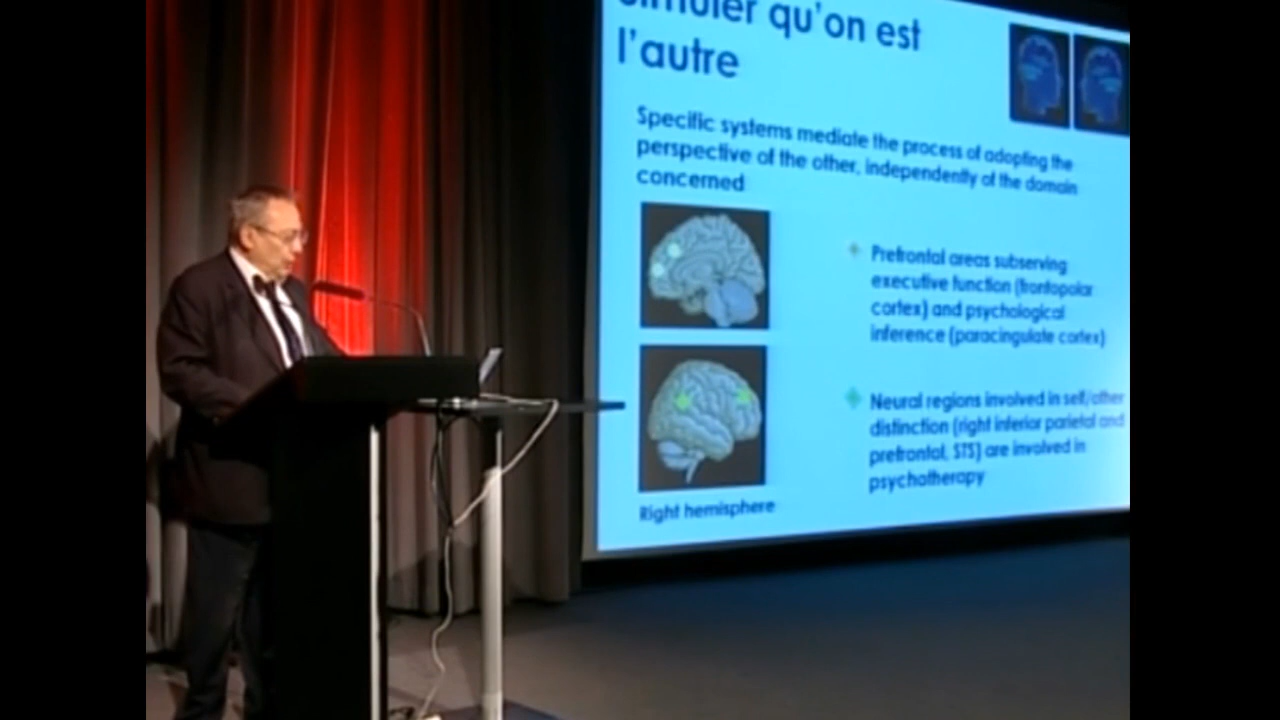 simuler qu'on est
l'autre
Specific systems mediate the process of adopting the
perspective of the other, independently of the domain
concerned
Prefrontal areas subserving
executive function (frontopolar
cortex) and psychological
inference (paracingulate cortex)
Neural regions involved in self/other
distinction (right inferior parietal and
prefrontal, STS) are involved in
psychotherapy
Right hemisphere